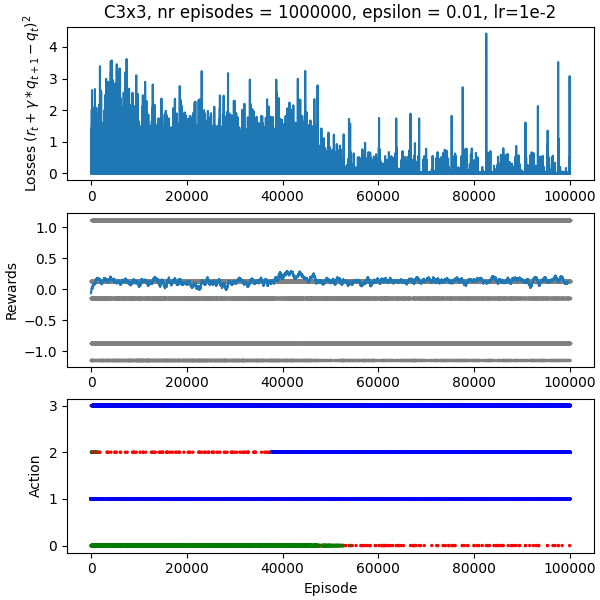 C3x3, nr episodes = 1000000, epsilon = 0.01, lr=1e-2
Losses $(r_t + \gamma * q_{t+1} - q_t)^2$
4
3
2
1
0
0 20000 40000 60000 80000 100000
Rewards
1.0
0.5
0.0
−0.5
−1.0
0 20000 40000 60000 80000 100000
Action
3
2
1
0
0 20000 40000 60000 80000 100000
Episode